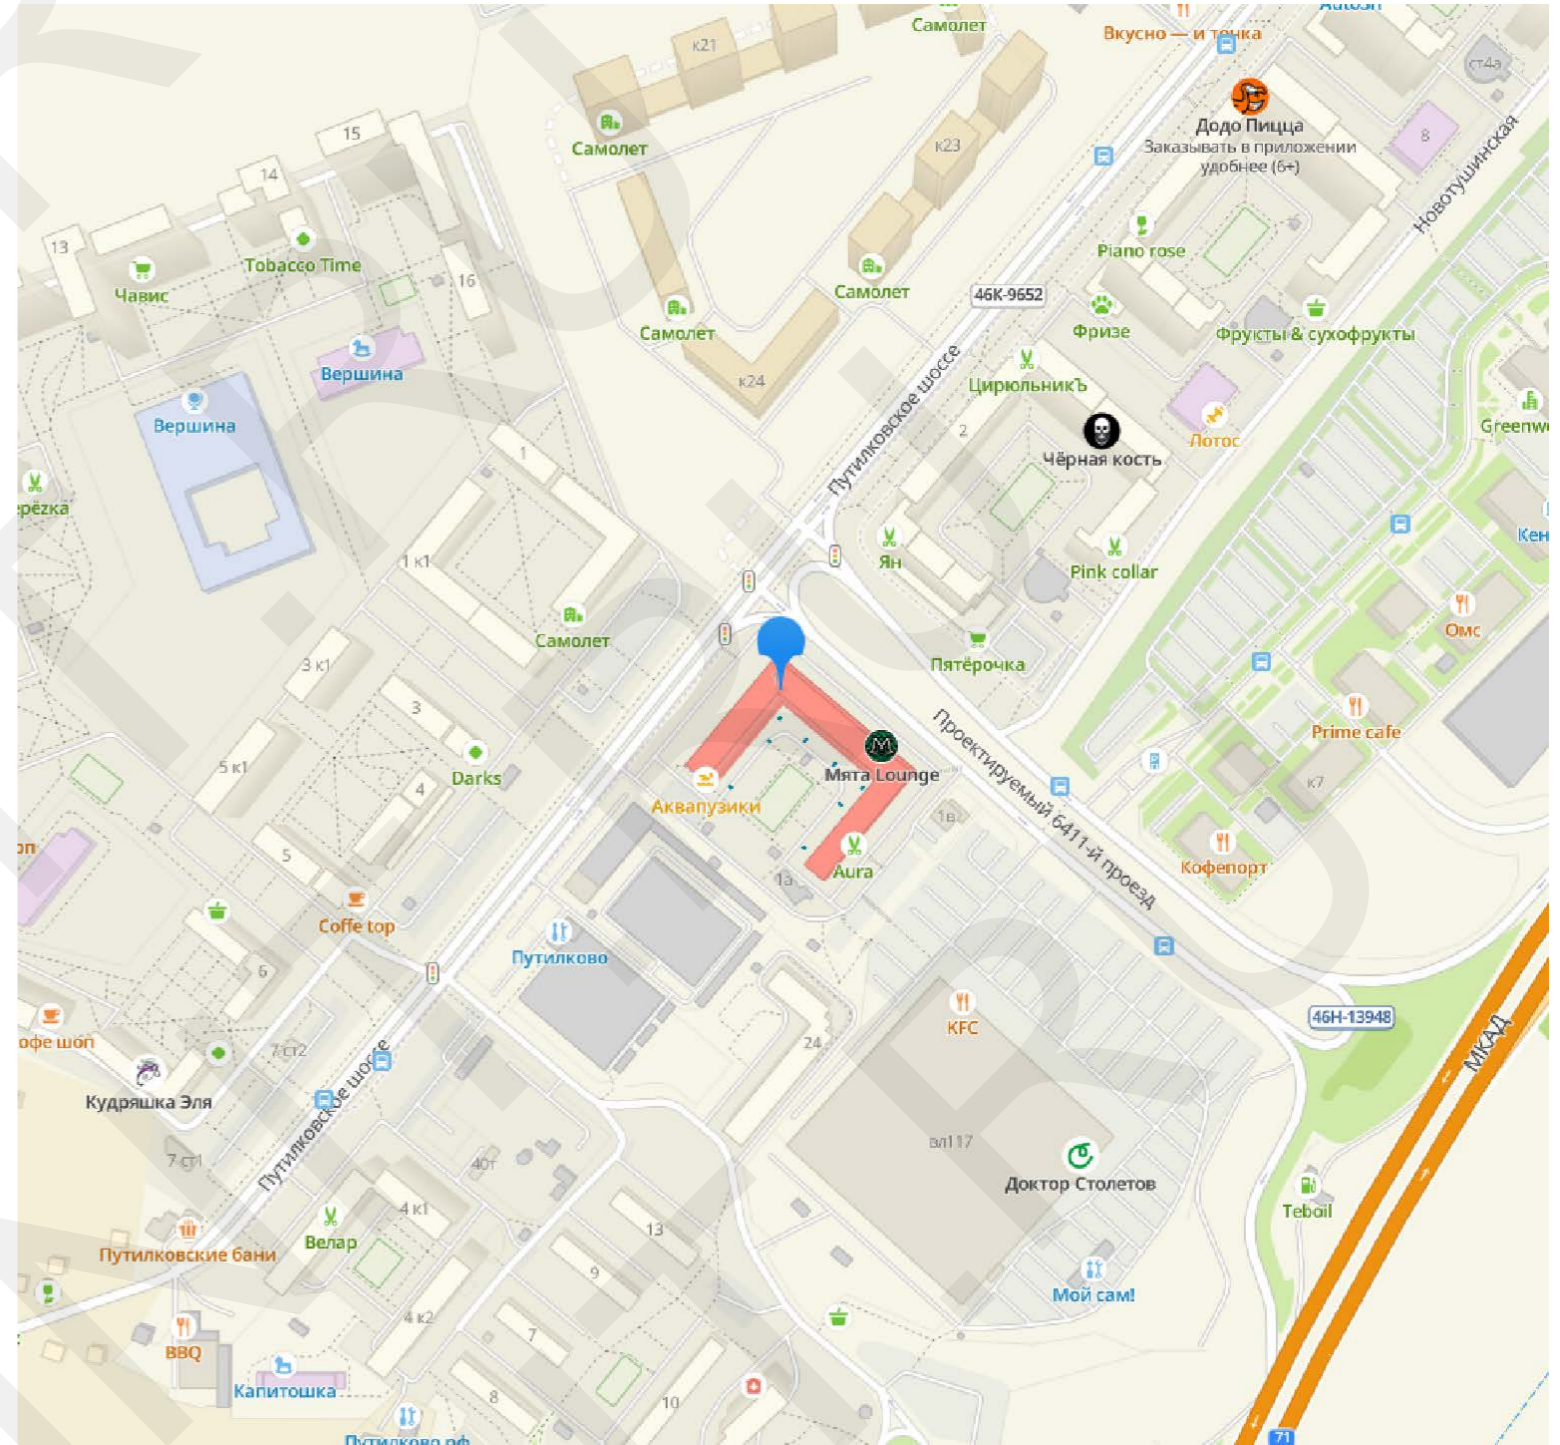 Самолет
Вкусно — и точка
к21
ст4а
Додо Пицца
Заказывать в приложении
удобнее (6+)
8
15
Самолет
к23
14
Новотушинская
13
Tobacco Time
Piano rose
16
Чавис
Самолет
46К-9652
Самолет
Фризе
Фрукты & сухофрукты
Вершина
к24
ЦирюльникЪ
Путилковское шоссе
Вершина
2
Лотос
1
Чёрная кость
1 к1
Ян
Pink collar
Самолет
Омс
3 к1
Пятёрочка
3
Проектируемый 6411-й проезд
Prime cafe
5 к1
Darks
Мята Lounge
4
к7
Аквапузики
1в
5
Кофепорт
1а
Aura
Coffe top
Путилково
6
KFC
46Н-13948
МКАД
7 ст2
24
Кудряшка Эля
Путилковское шоссе
вл117
7 ст1
40т
Доктор Столетов
4 к1
Teboil
13
Велар
Путилковские бани
9
Мой сам!
4 к2
7
BBQ
Капитошка
8
10
Путилково.рф
71